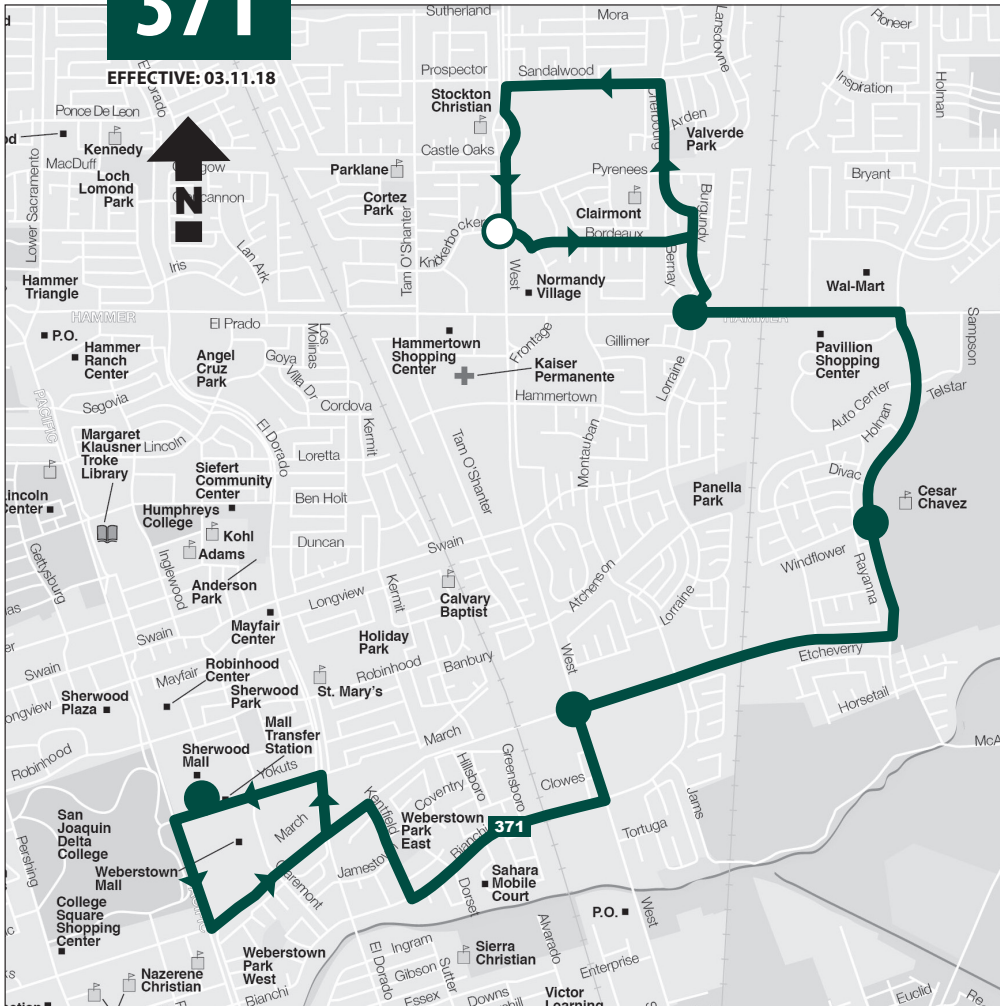 371
EFFECTIVE: 03.11.18
N
Sutherland
Mora
Lansdowne
Pioneer
Prospector
Sandalwood
El Dorado
Inspiration
Holman
Stockton
Christian
Ponce De Leon
Cherbourg
Arden
Valverde
Park
Kennedy
Castle Oaks
MacDuff
Loch
Lomond
Park
Parklane
Pyrenees
Bryant
Lower Sacramento
Cortez
Park
Clairmont
Burgundy
Tam O'Shanter
Knickerbocker
Bordeaux
Bernay
Lan Ark
Iris
West
Normandy
Village
Wal-Mart
Hammer
Triangle
HAMMER
HAMMER
El Prado
Los
Molinas
Sampson
P.O.
Hammer
Ranch
Center
Angel
Cruz
Park
Goya
Villa Dr
Hammertown
Shopping
Center
Frontage
Gillimer
Pavillion
Shopping
Center
Kaiser
Permanente
Hammertown
Lorraine
Auto Center
Telstar
Holman
PACIFIC
Segovia
Cordova
Kermit
Margaret
Klausner
Troke
Library
Lincoln
El Dorado
Loretta
Tam O'Shanter
Montauban
Siefert
Community
Center
Divac
Lincoln
Center
Ben Holt
Panella
Park
Cesar
Chavez
Humphreys
College
Kohl
Adams
Duncan
Swain
Windflower
Rayanna
Gettysburg
Inglewood
Anderson
Park
Longview
Kermit
Calvary
Baptist
Atcheson
Lorraine
Mayfair
Center
Swain
Holiday
Park
West
Etcheverry
Swain
Mayfair
Robinhood
Center
Robinhood
Banbury
Sherwood
Park
St. Mary's
Horsetail
Sherwood
Plaza
Mall
Transfer
Station
March
Robinhood
Sherwood
Mall
Yokuts
Hillsboro
Greensboro
Clowes
Coventry
Kentfield
Jams
San
Joaquin
Delta
College
March
Weberstown
Park
East
Bianchi
371
Tortuga
Pershing
Weberstown
Mall
Claremont
Jamestown
Sahara
Mobile
Court
Dorset
College
Square
Shopping
Center
P.O.
West
Alvarado
Weberstown
Park
West
El Dorado
Ingram
Sierra
Christian
Gibson
Sutter
Enterprise
Nazerene
Christian
Bianchi
Essex
Downs
Victor
Learning
Euclid